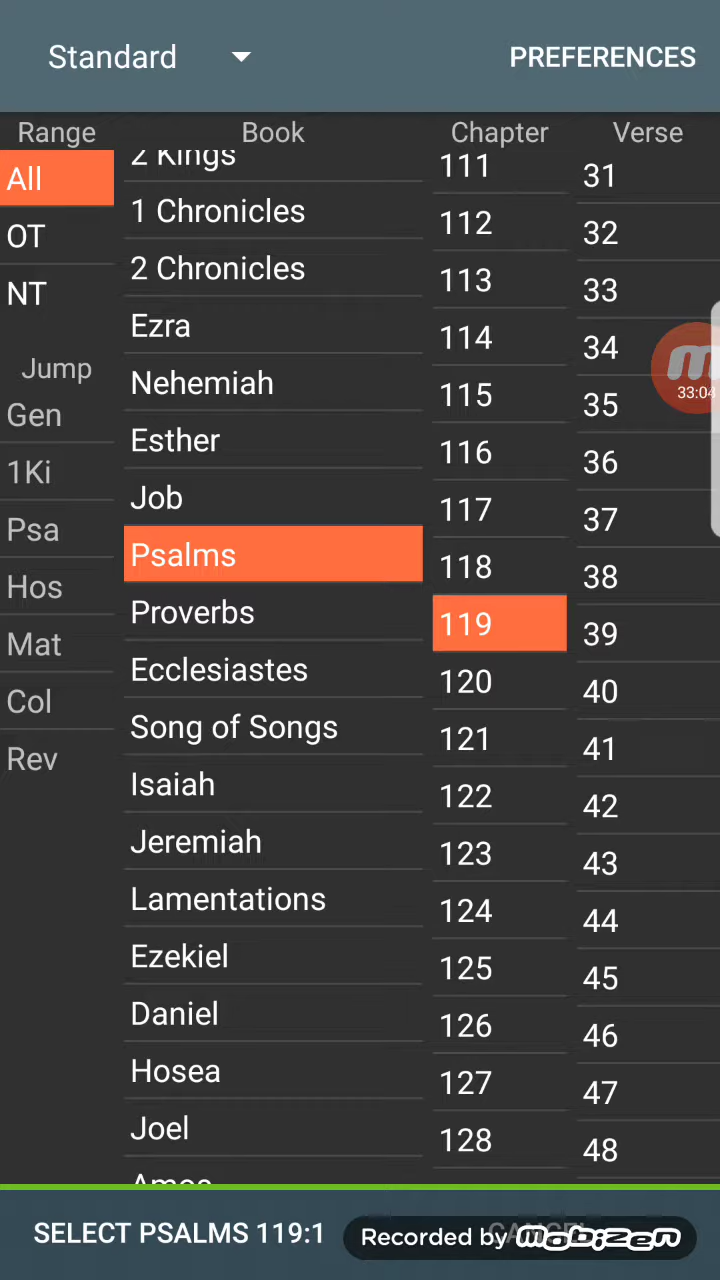 Standard PREFERENCES
Range Book Chapter Verse
All
OT
NT
Jump
Gen
1Ki
Psa
Hos
Mat
Col
Rev
2 Kings
1 Chronicles
2 Chronicles
Ezra
Nehemiah
Esther
Job
Psalms
Proverbs
Ecclesiastes
Song of Songs
Isaiah
Jeremiah
Lamentations
Ezekiel
Daniel
Hosea
Joel
Amos
111
112
113
114
115
116
117
118
119
120
121
122
123
124
125
126
127
128
31
32
33
34
35
36
37
38
39
40
41
42
43
44
45
46
47
48
m
33:04
SELECT PSALMS 119:1
CANCEL
Recorded by mobizen